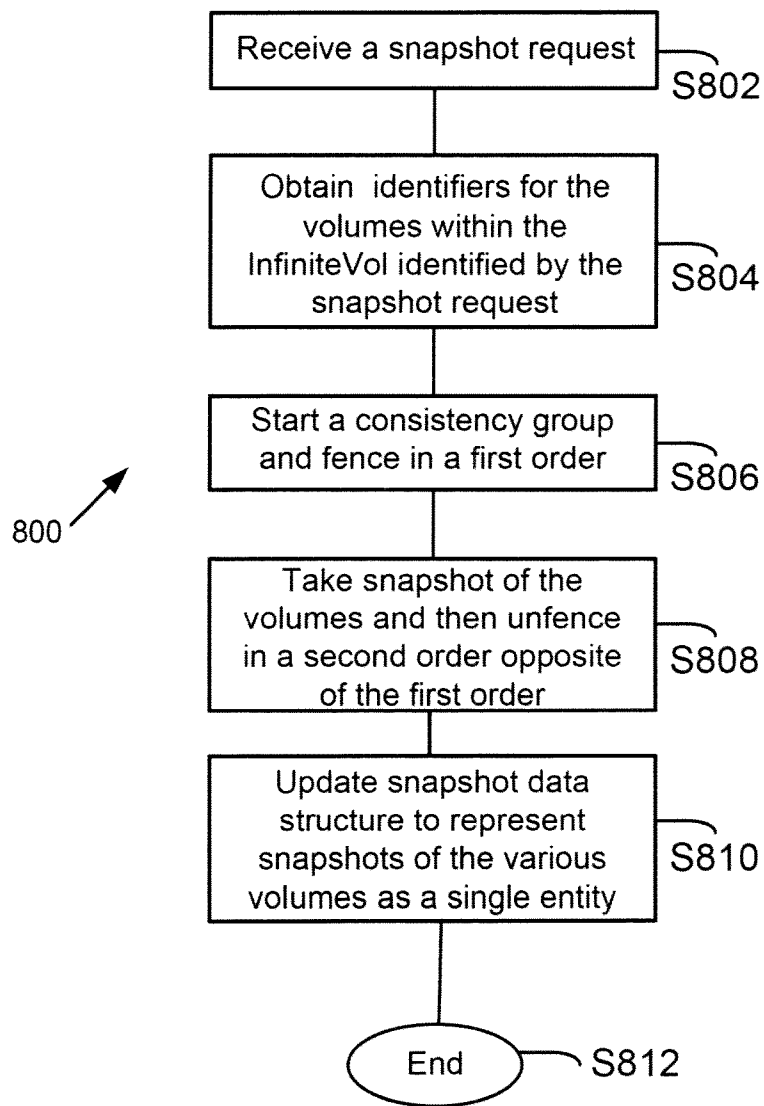 Receive a snapshot request
S802
Obtain identifiers for the
volumes within the
InfiniteVol identified by the
snapshot request
S804
Start a consistency group
and fence in a first order
S806
800
Take snapshot of the
volumes and then unfence
in a second order opposite
of the first order
S808
Update snapshot data
structure to represent
snapshots of the various
volumes as a single entity
S810
End
S812